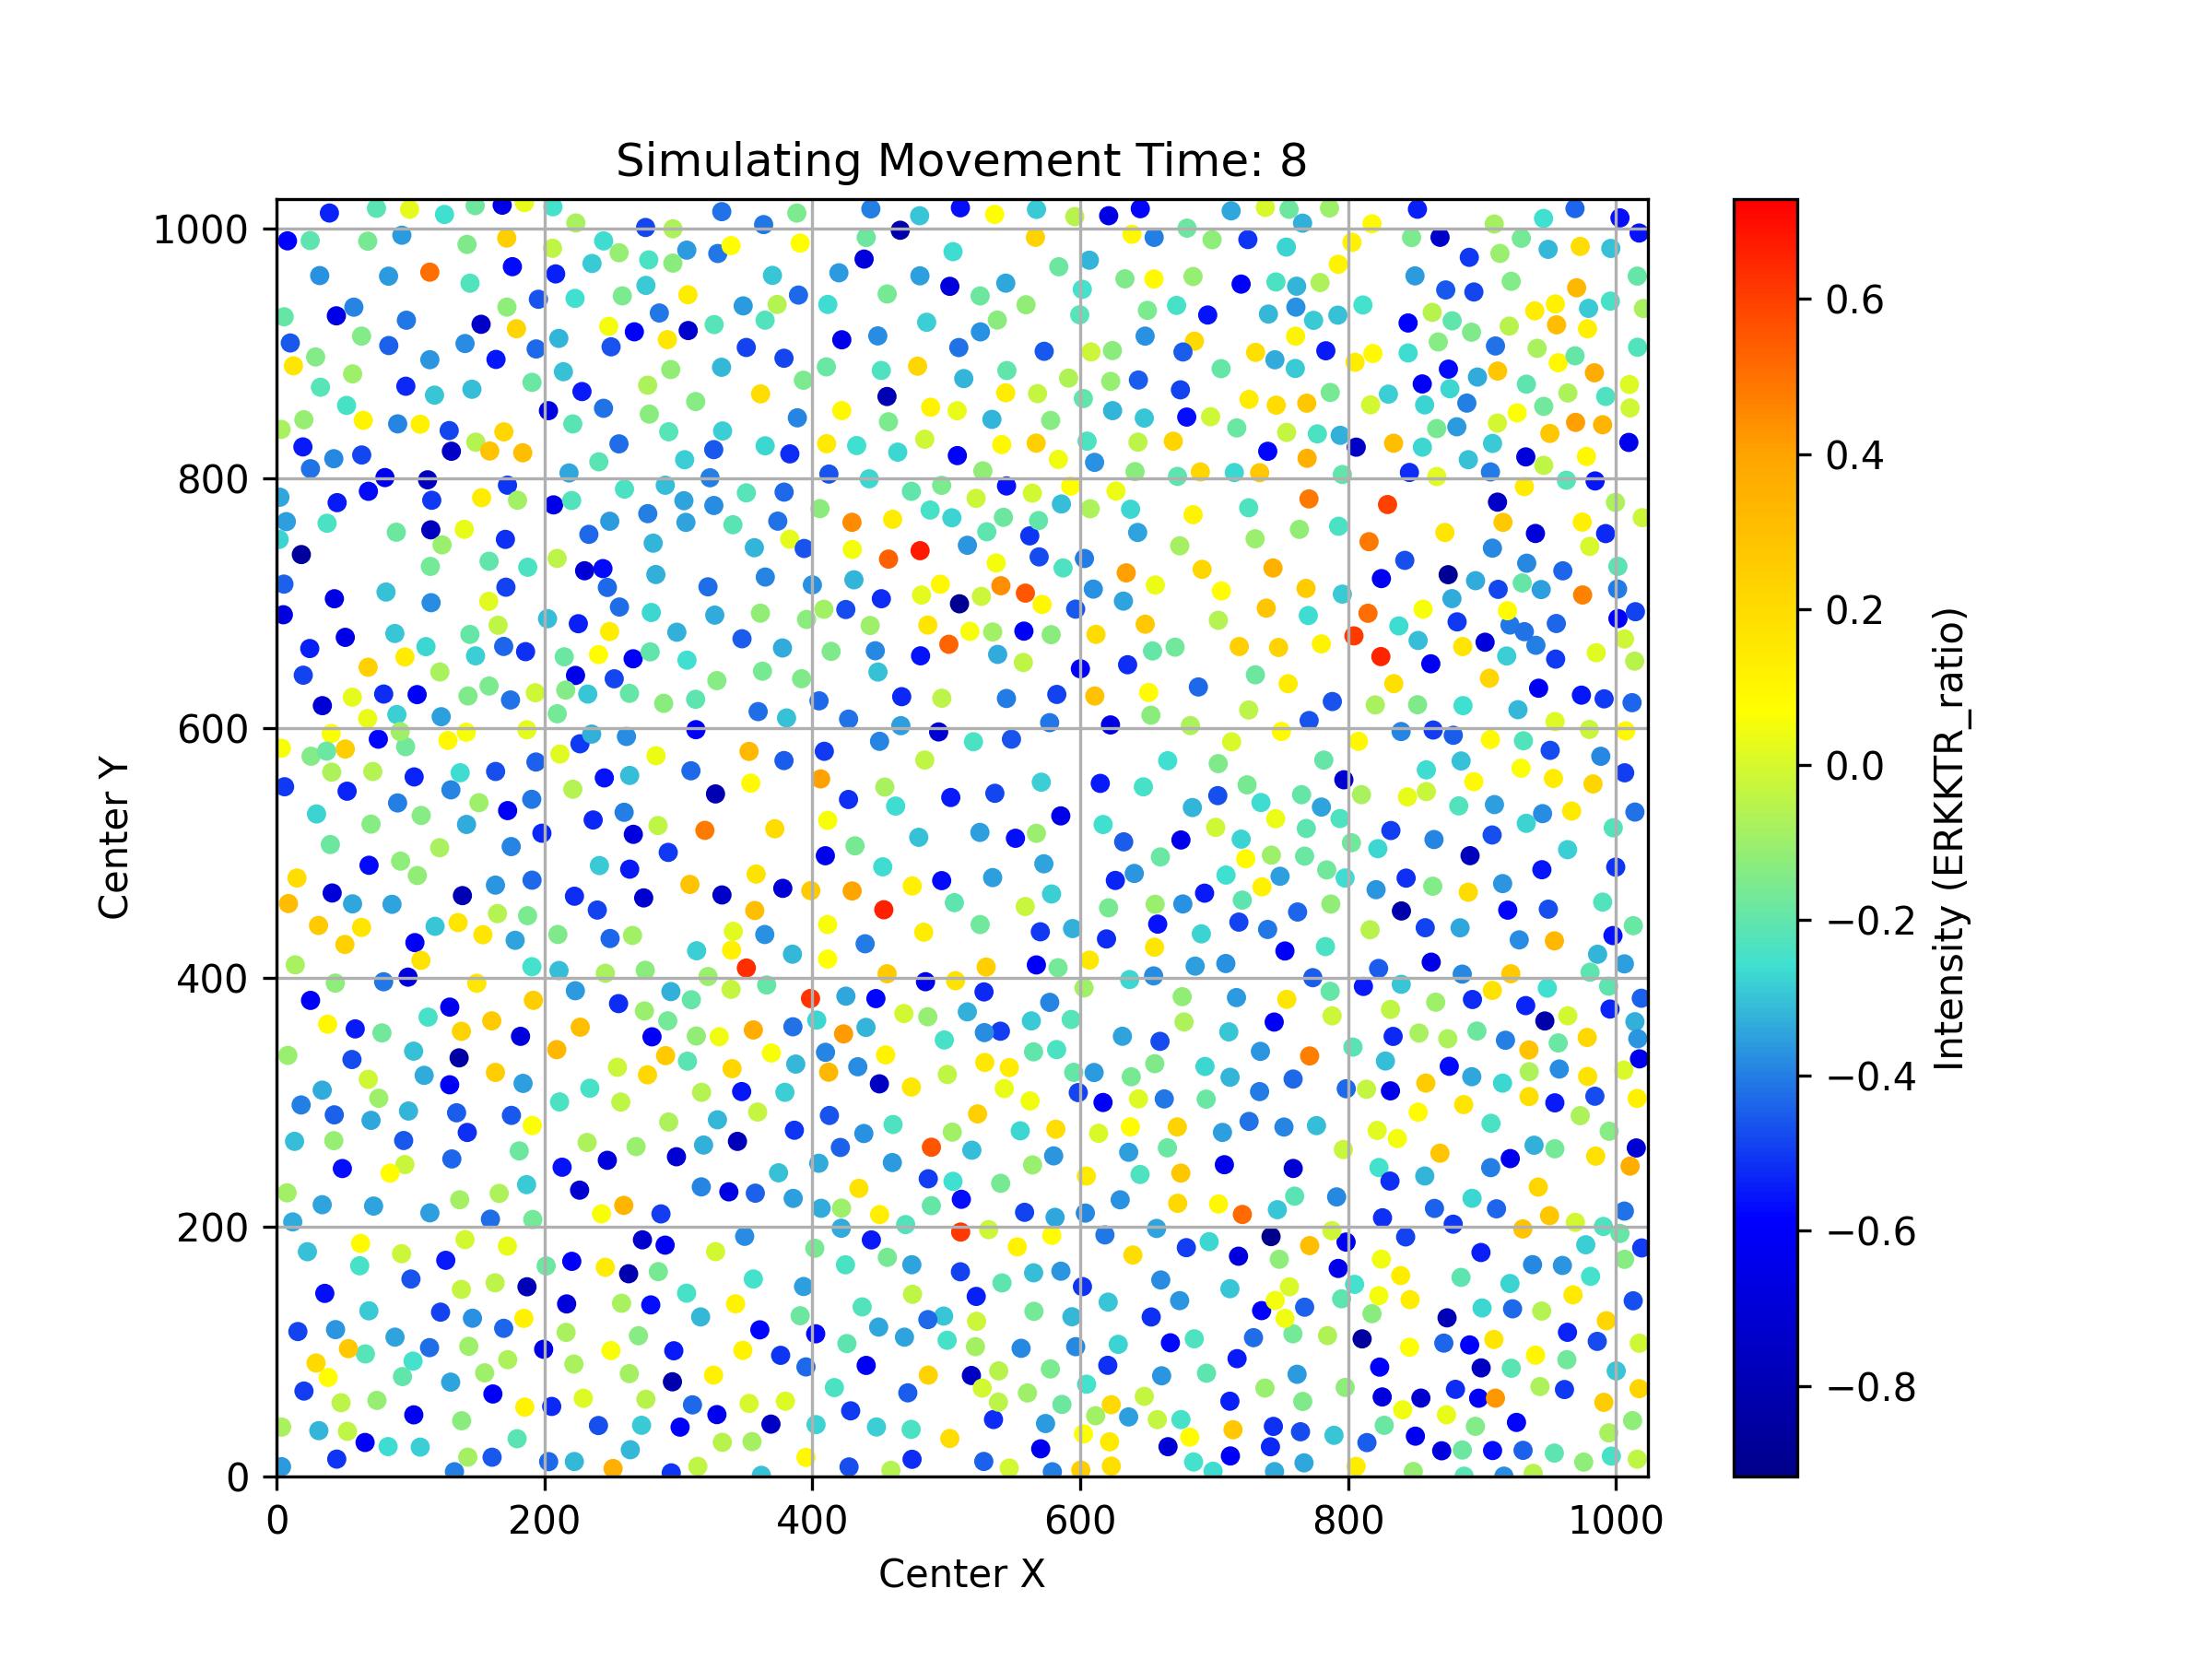 Simulating Movement Time: 8
1000
800
600
400
200
0
Center Y
0 200 400 600 800 1000
Center X
0.6
0.4
0.2
0.0
−0.2
−0.4
−0.6
−0.8
Intensity (ERKKTR_ratio)